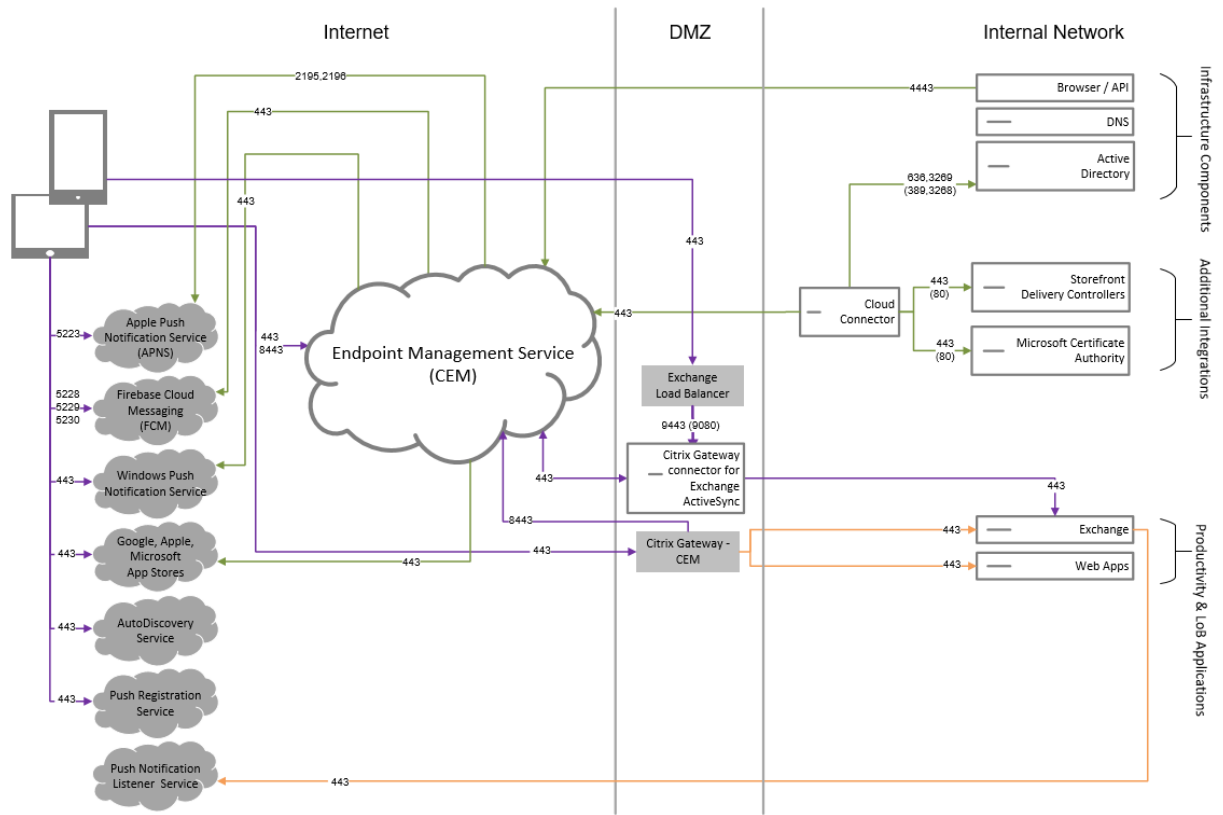 Internet
DMZ
Internal Network
2195,2196
443
443
4443
Browser / API
DNS
Active
Directory
636,3269
(389,3268)
Infrastructure Components
443
443
(80)
Storefront
Delivery Controllers
443
(80)
Microsoft Certificate
Authority
Additional Integrations
Cloud
Connector
443
Endpoint Management Service
(CEM)
443
8443
5223
Apple Push
Notification Service
(APNS)
5228
5229
5230
Firebase Cloud
Messaging
(FCM)
443
Windows Push
Notification Service
443
Google, Apple,
Microsoft
App Stores
443
443
AutoDiscovery
Service
443
Push Registration
Service
Push Notification
Listener Service
443
Exchange
Load Balancer
9443 (9080)
Citrix Gateway
connector for
Exchange
ActiveSync
443
443
8443
443
Citrix Gateway -
CEM
443
Exchange
443
Web Apps
Productivity & LoB Applications